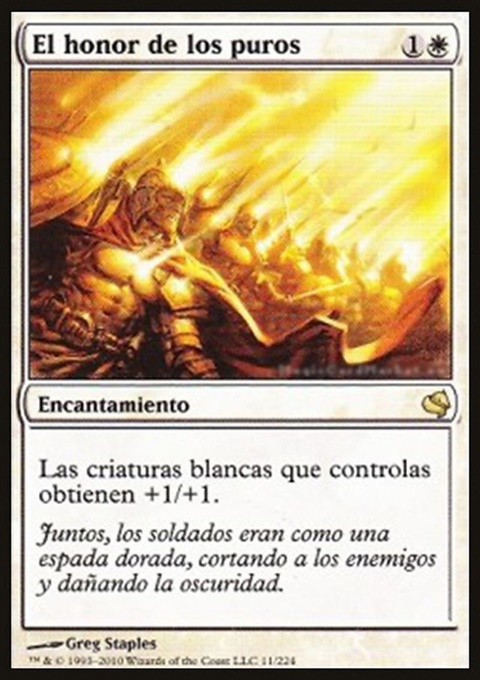 El honor de los puros 1
MagicCardMarket.eu
Encantamiento
Las criaturas blancas que controlas
obtienen +1/+1.
Juntos, los soldados eran como una
espada dorada, cortando a los enemigos
y dañando la oscuridad.
Greg Staples
™ & © 1993–2010 Wizards of the Coast LLC 11/224